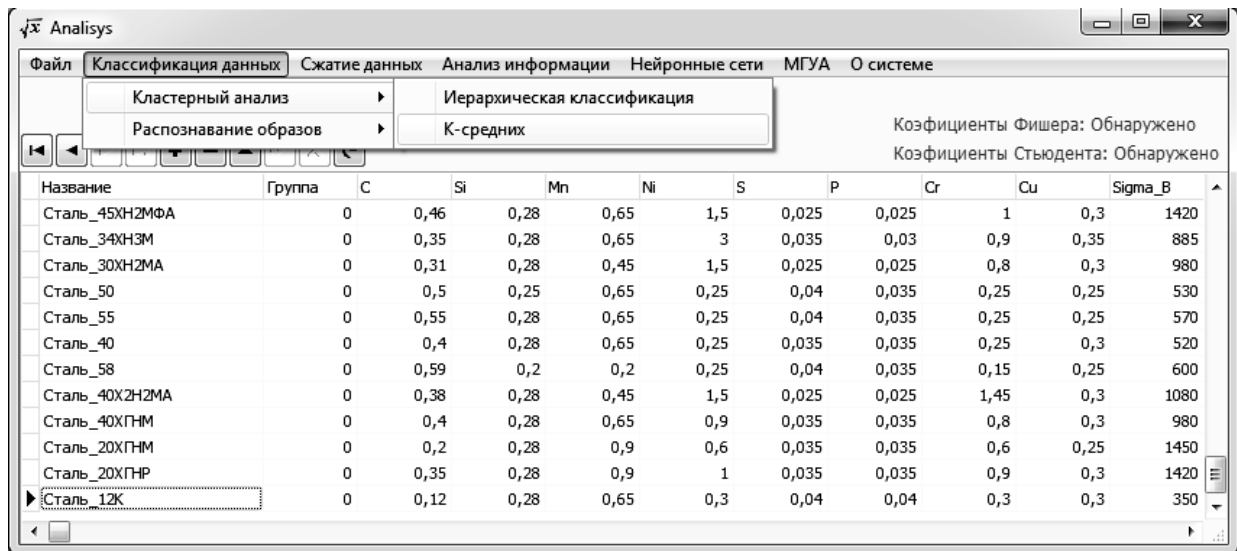 √x Analisys
Файл Классификация данных Сжатие данных Анализ информации Нейронные сети МГУА О системе
Кластерный анализ
Распознавание образов
Иерархическая классификация
К-средних
Коэфициенты Фишера: Обнаружено
Коэфициенты Стьюдента: Обнаружено
Название Группа C Si Mn Ni S P Cr Cu Sigma_B
Сталь_45ХН2МФА 0 0,46 0,28 0,65 1,5 0,025 0,025 1 0,3 1420
Сталь_34ХН3М 0 0,35 0,28 0,65 3 0,035 0,03 0,9 0,35 885
Сталь_30ХН2МА 0 0,31 0,28 0,45 1,5 0,025 0,025 0,8 0,3 980
Сталь_50 0 0,5 0,25 0,65 0,25 0,04 0,035 0,25 0,25 530
Сталь_55 0 0,55 0,28 0,65 0,25 0,04 0,035 0,25 0,25 570
Сталь_40 0 0,4 0,28 0,65 0,25 0,035 0,035 0,25 0,3 520
Сталь_58 0 0,59 0,2 0,2 0,25 0,04 0,035 0,15 0,25 600
Сталь_40Х2Н2МА 0 0,38 0,28 0,45 1,5 0,025 0,025 1,45 0,3 1080
Сталь_40ХГНМ 0 0,4 0,28 0,65 0,9 0,035 0,035 0,8 0,3 980
Сталь_20ХГНМ 0 0,2 0,28 0,9 0,6 0,035 0,035 0,6 0,25 1450
Сталь_20ХГНР 0 0,35 0,28 0,9 1 0,035 0,035 0,9 0,3 1420
Сталь_12К 0 0,12 0,28 0,65 0,3 0,04 0,04 0,3 0,3 350